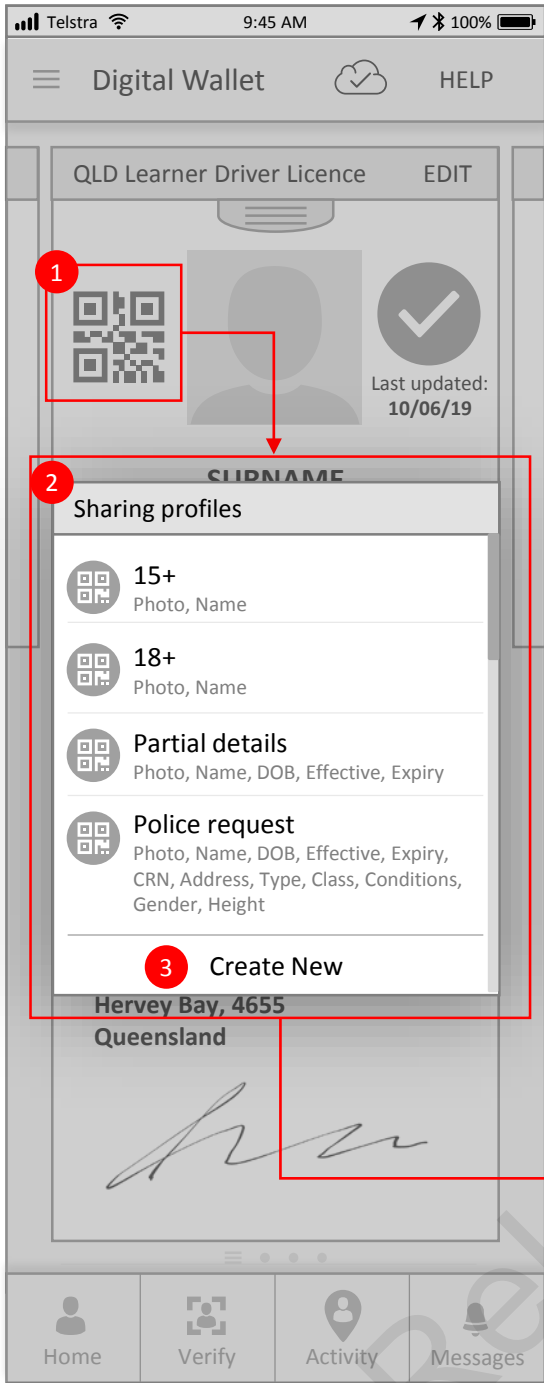 Telstra 9:45 AM 100%
Digital Wallet HELP
QLD Learner Driver Licence EDIT
1
Last updated:
10/06/19
SURNAME
2
Sharing profiles
15+
Photo, Name
18+
Photo, Name
Partial details
Photo, Name, DOB, Effective, Expiry
Police request
Photo, Name, DOB, Effective, Expiry,
CRN, Address, Type, Class, Conditions,
Gender, Height
3 Create New
Hervey Bay, 4655
Queensland
Home Verify Activity Messages